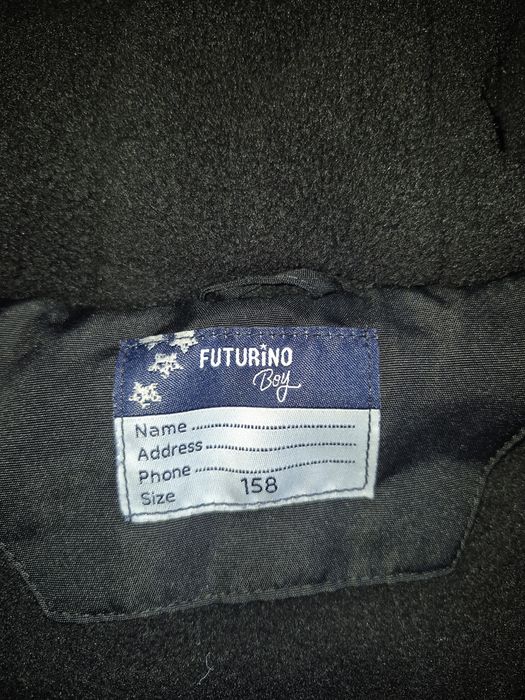 FUTURINO
Boy
Name
Address
Phone
Size 158